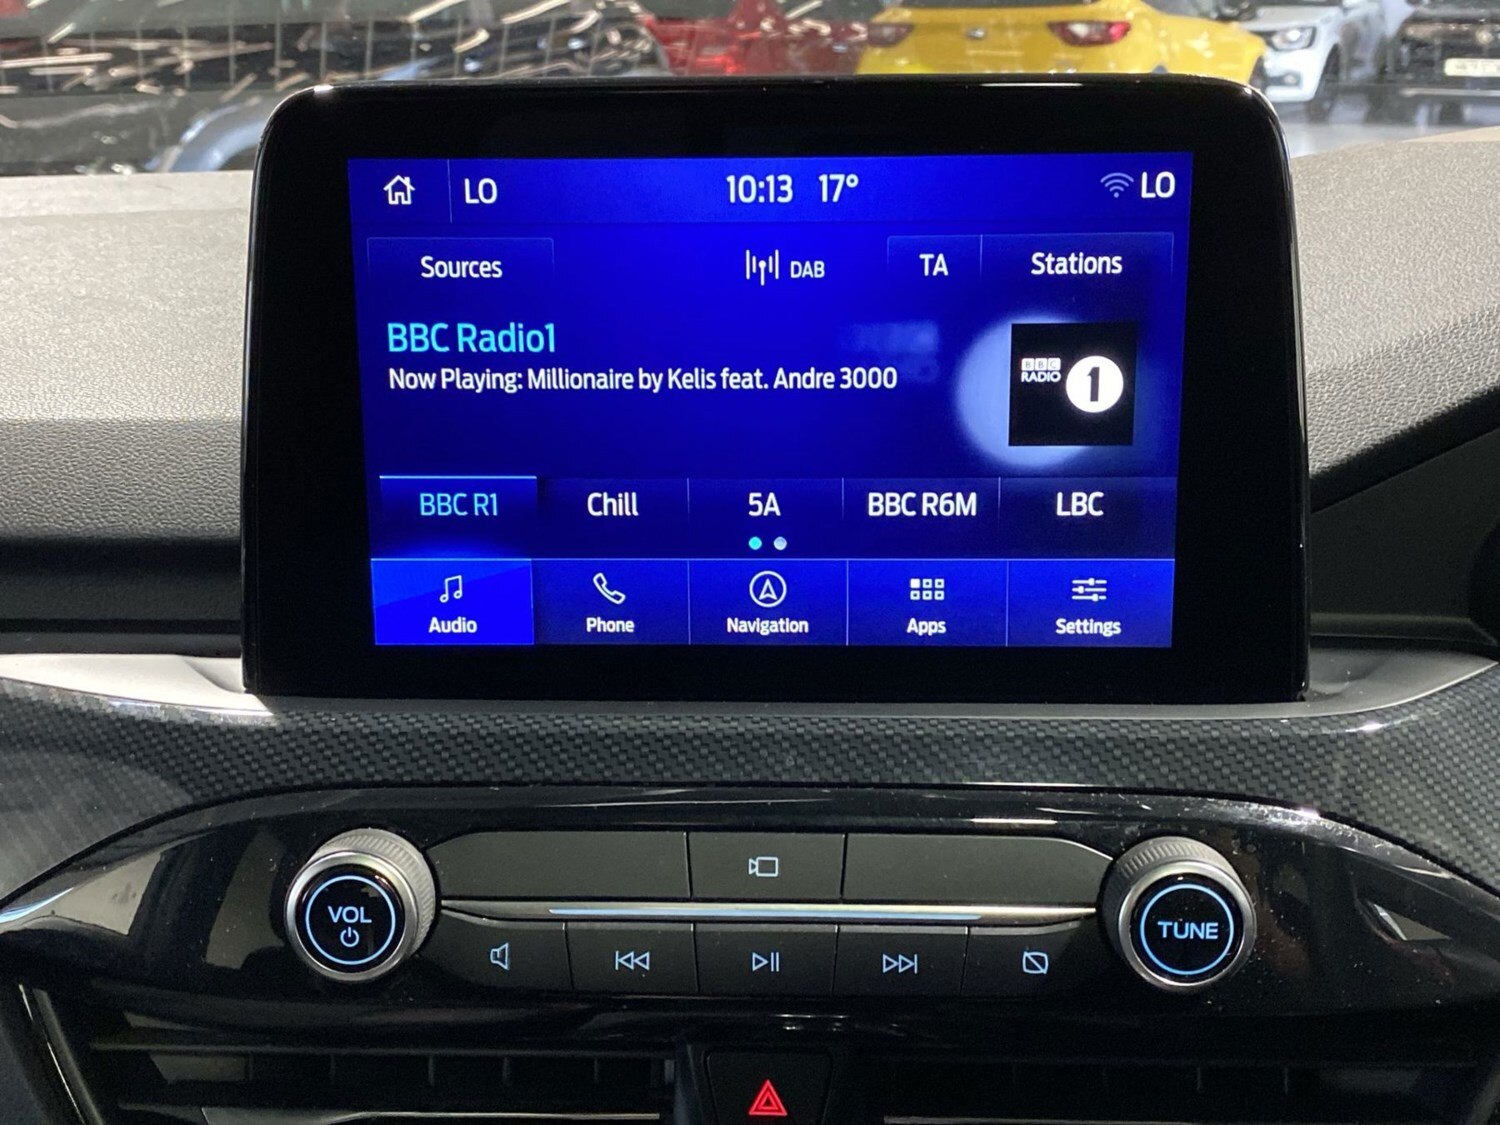 LO 10:13 17° LO
Sources DAB TA Stations
BBC Radio1
Now Playing: Millionaire by Kelis feat. Andre 3000
BBC
RADIO 1
BBC R1 Chill 5A BBC R6M LBC
Audio Phone Navigation Apps Settings
VOL
TUNE